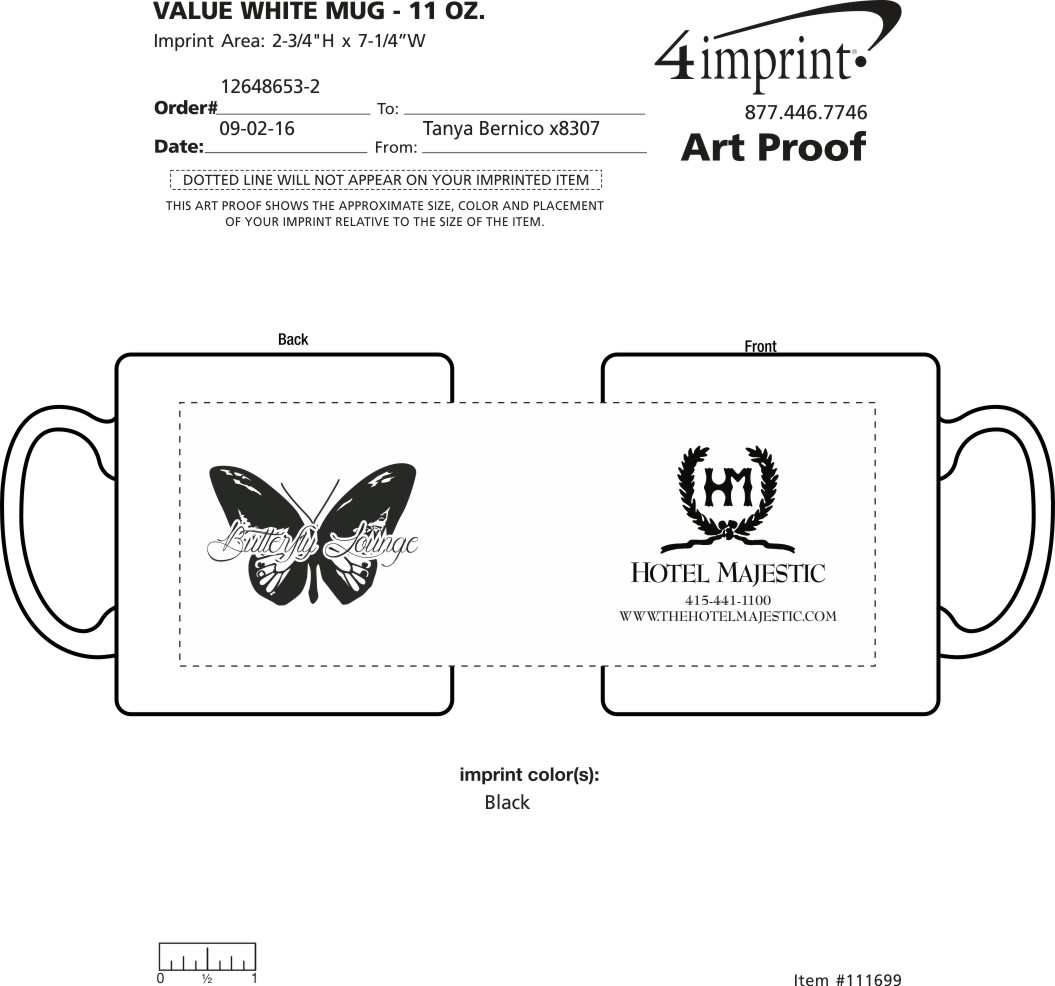 VALUE WHITE MUG - 11 OZ.
Imprint Area: 2-3/4"H x 7-1/4”W
4imprint®
877.446.7746
Art Proof
12648653-2
Order# To:
09-02-16 Tanya Bernico x8307
Date: From:
DOTTED LINE WILL NOT APPEAR ON YOUR IMPRINTED ITEM
THIS ART PROOF SHOWS THE APPROXIMATE SIZE, COLOR AND PLACEMENT
OF YOUR IMPRINT RELATIVE TO THE SIZE OF THE ITEM.
Back
Front
Butterfly Lounge
HM
HOTEL MAJESTIC
415-441-1100
WWW.THEHOTELMAJESTIC.COM
imprint color(s):
Black
0 ½ 1
Item #111699